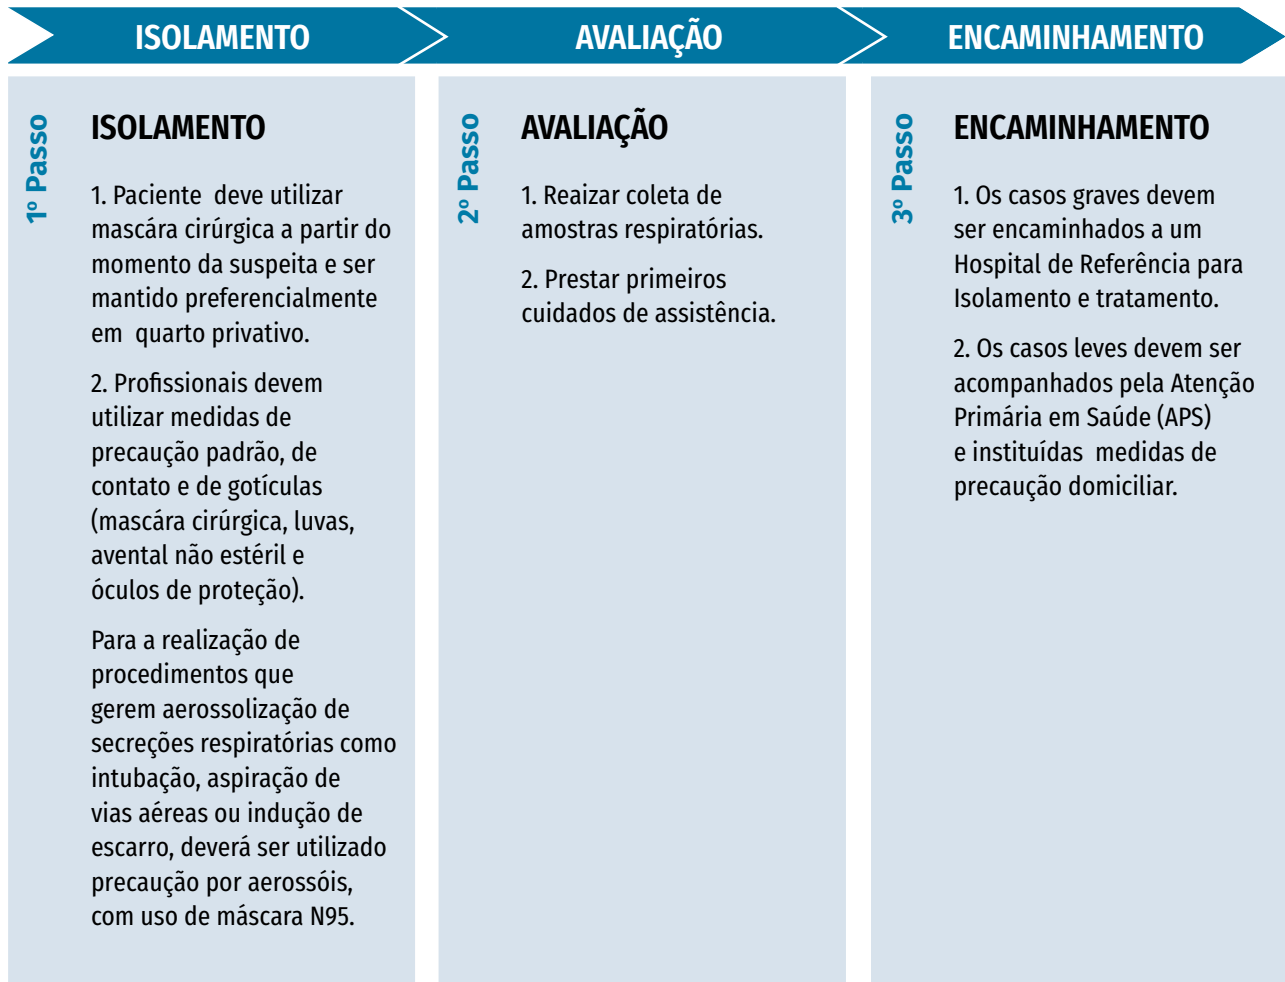 ISOLAMENTO
AVALIAÇÃO
ENCAMINHAMENTO
1º Passo
ISOLAMENTO
1. Paciente deve utilizar
mascára cirúrgica a partir do
momento da suspeita e ser
mantido preferencialmente
em quarto privativo.
2. Profissionais devem
utilizar medidas de
precaução padrão, de
contato e de gotículas
(mascára cirúrgica, luvas,
avental não estéril e
óculos de proteção).
Para a realização de
procedimentos que
gerem aerossolização de
secreções respiratórias como
intubação, aspiração de
vias aéreas ou indução de
escarro, deverá ser utilizado
precaução por aerossóis,
com uso de máscara N95.
2º Passo
AVALIAÇÃO
1. Reaizar coleta de
amostras respiratórias.
2. Prestar primeiros
cuidados de assistência.
3º Passo
ENCAMINHAMENTO
1. Os casos graves devem
ser encaminhados a um
Hospital de Referência para
Isolamento e tratamento.
2. Os casos leves devem ser
acompanhados pela Atenção
Primária em Saúde (APS)
e instituídas medidas de
precaução domiciliar.